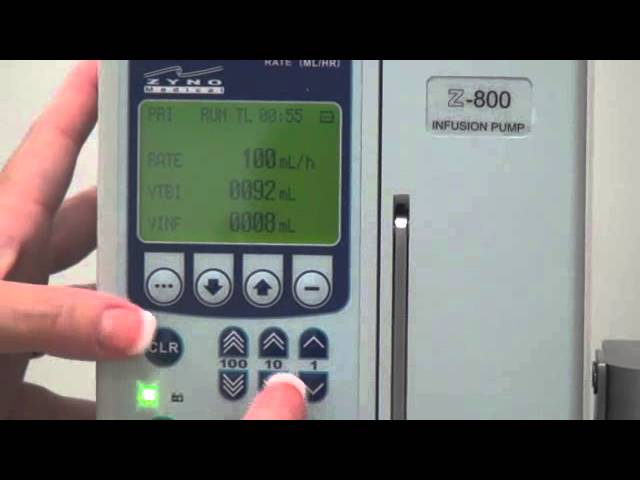 RATE (ML/HR)
ZYNO
Medical
PRI RUN TL 00:55
RATE 100 mL/h
VTBI 0092 mL
VINF 0008 mL
CLR
100 10 1
Z-800
INFUSION PUMP